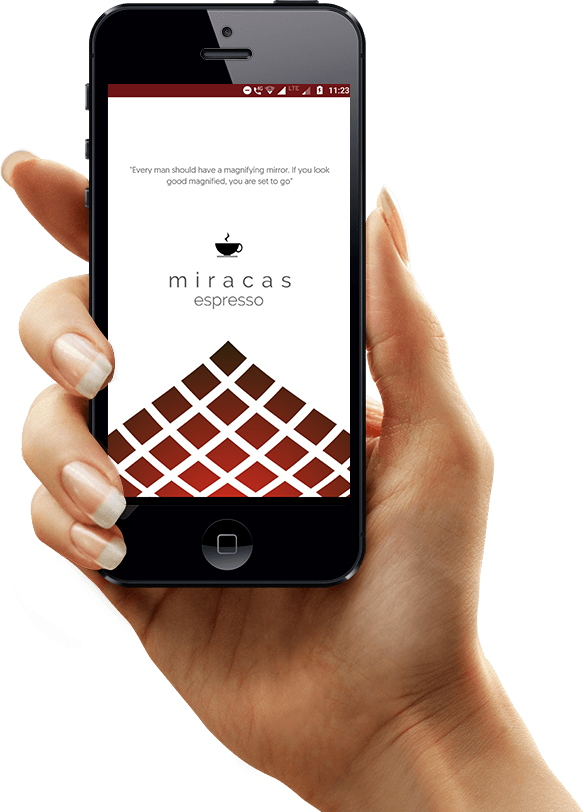 4G LTE 11:23
"Every man should have a magnifying mirror. If you look
good magnified, you are set to go"
miracas
espresso